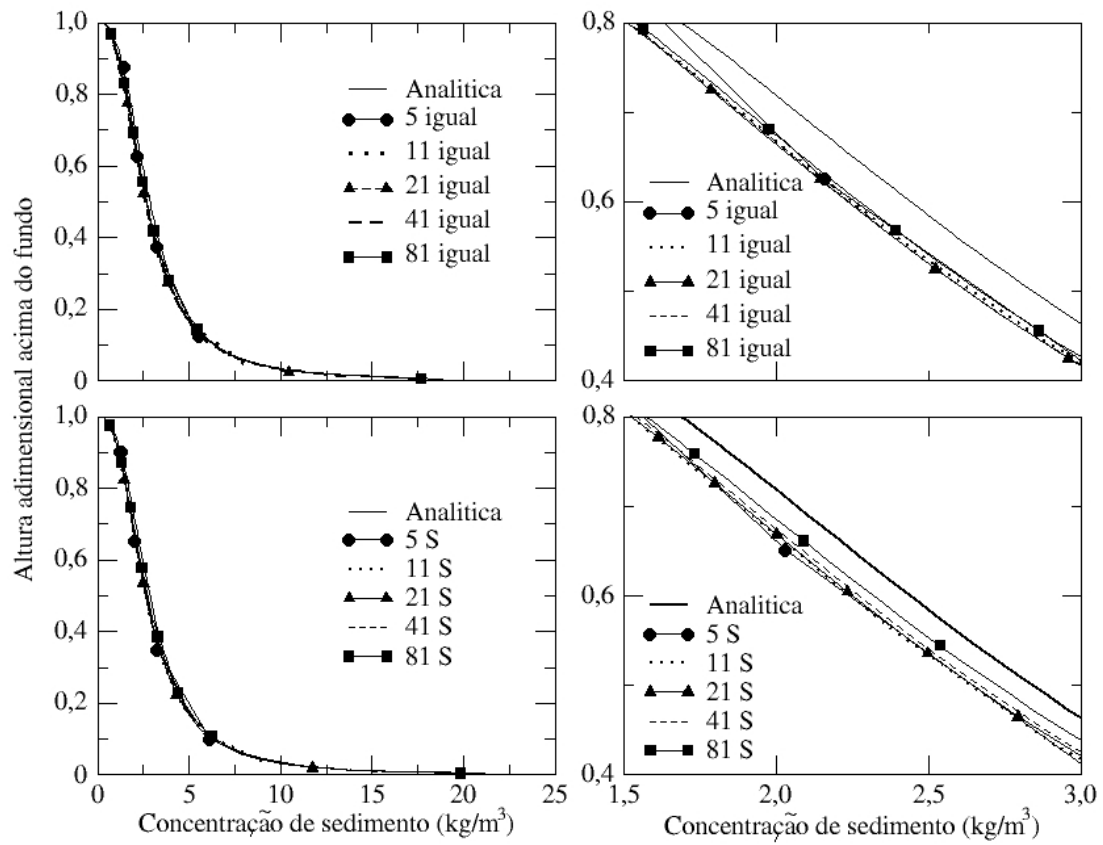 Altura adimensional acima do fundo
1,0
0,8
0,6
0,4
0,2
0
Analitica
5 igual
11 igual
21 igual
41 igual
81 igual
0,8
0,6
0,4
Analitica
5 igual
11 igual
21 igual
41 igual
81 igual
1,0
0,8
0,6
0,4
0,2
0
Analitica
5 S
11 S
21 S
41 S
81 S
0 5 10 15 20 25
Concentração de sedimento (kg/m³)
0,8
0,6
0,4
Analitica
5 S
11 S
21 S
41 S
81 S
1,5 2,0 2,5 3,0
Concentração de sedimento (kg/m³)